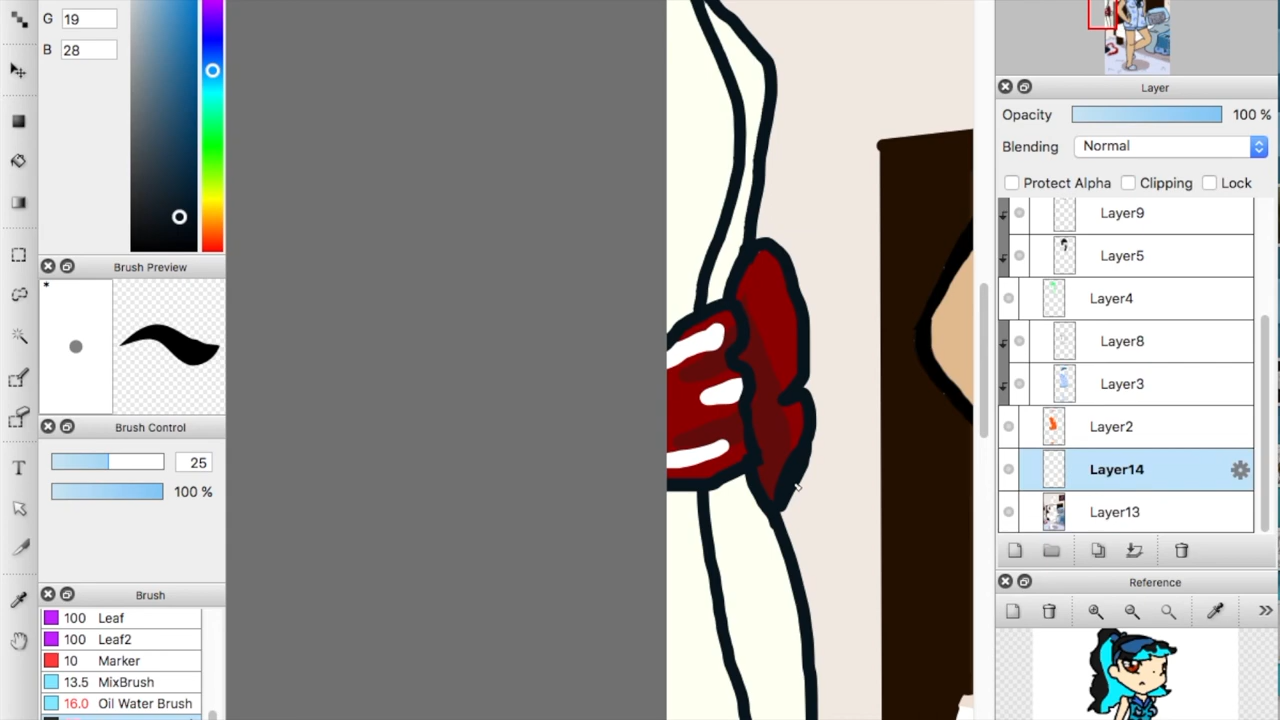 G 19
B 28
Brush Preview
*
Brush Control
25
100 %
Brush
100 Leaf
100 Leaf2
10 Marker
13.5 MixBrush
16.0 Oil Water Brush
T
Layer
Opacity 100 %
Blending Normal
Protect Alpha Clipping Lock
Layer9
Layer5
Layer4
Layer8
Layer3
Layer2
Layer14
Layer13
Reference
»